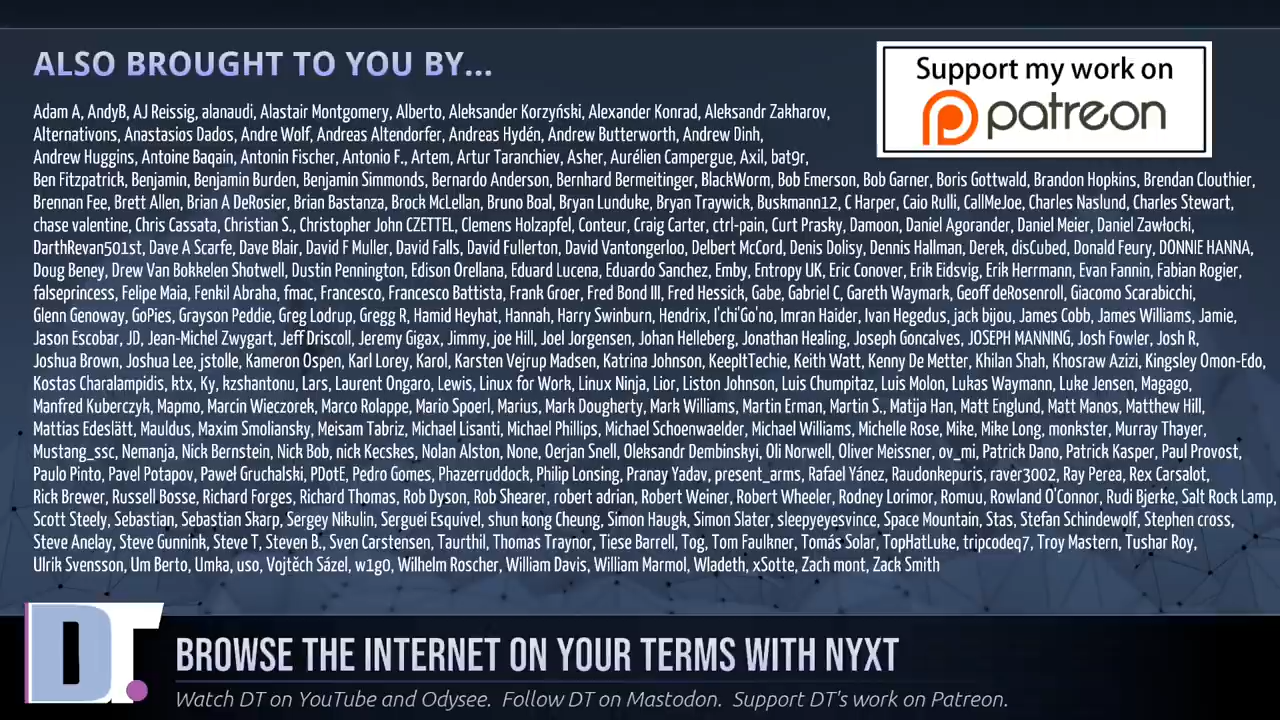 ALSO BROUGHT TO YOU BY...
Support my work on
patreon
Adam A, AndyB, AJ Reissig, alanaudi, Alastair Montgomery, Alberto, Aleksander Korzyński, Alexander Konrad, Aleksandr Zakharov,
Alternativons, Anastasios Dados, Andre Wolf, Andreas Altendorfer, Andreas Hydén, Andrew Butterworth, Andrew Dinh,
Andrew Huggins, Antoine Baqain, Antonin Fischer, Antonio F., Artem, Artur Taranchiev, Asher, Aurélien Campergue, Axil, bat9r,
Ben Fitzpatrick, Benjamin, Benjamin Burden, Benjamin Simmonds, Bernardo Anderson, Bernhard Bermeitinger, BlackWorm, Bob Emerson, Bob Garner, Boris Gottwald, Brandon Hopkins, Brendan Clouthier,
Brennan Fee, Brett Allen, Brian A DeRosier, Brian Bastanza, Brock McLellan, Bruno Boal, Bryan Lunduke, Bryan Traywick, Buskmann12, C Harper, Caio Rulli, CallMeJoe, Charles Naslund, Charles Stewart,
chase valentine, Chris Cassata, Christian S., Christopher John CZETTEL, Clemens Holzapfel, Conteur, Craig Carter, ctrl-pain, Curt Prasky, Damoon, Daniel Agorander, Daniel Meier, Daniel Zawłocki,
DarthRevan501st, Dave A Scarfe, Dave Blair, David F Muller, David Falls, David Fullerton, David Vantongerloo, Delbert McCord, Denis Dolisy, Dennis Hallman, Derek, disCubed, Donald Feury, DONNIE HANNA,
Doug Beney, Drew Van Bokkelen Shotwell, Dustin Pennington, Edison Orellana, Eduard Lucena, Eduardo Sanchez, Emby, Entropy UK, Eric Conover, Erik Eidsvig, Erik Herrmann, Evan Fannin, Fabian Rogier,
falseprincess, Felipe Maia, Fenkil Abraha, fmac, Francesco, Francesco Battista, Frank Groer, Fred Bond III, Fred Hessick, Gabe, Gabriel C, Gareth Waymark, Geoff deRosenroll, Giacomo Scarabicchi,
Glenn Genoway, GoPies, Grayson Peddie, Greg Lodrup, Gregg R, Hamid Heyhat, Hannah, Harry Swinburn, Hendrix, I'chi'Go'no, Imran Haider, Ivan Hegedus, jack bijou, James Cobb, James Williams, Jamie,
Jason Escobar, JD, Jean-Michel Zwygart, Jeff Driscoll, Jeremy Gigax, Jimmy, joe Hill, Joel Jorgensen, Johan Helleberg, Jonathan Healing, Joseph Goncalves, JOSEPH MANNING, Josh Fowler, Josh R,
Joshua Brown, Joshua Lee, jstolle, Kameron Ospen, Karl Lorey, Karol, Karsten Vejrup Madsen, Katrina Johnson, KeepItTechie, Keith Watt, Kenny De Metter, Khilan Shah, Khosraw Azizi, Kingsley Omon-Edo,
Kostas Charalampidis, ktx, Ky, kzshantonu, Lars, Laurent Ongaro, Lewis, Linux for Work, Linux Ninja, Lior, Liston Johnson, Luis Chumpitaz, Luis Molon, Lukas Waymann, Luke Jensen, Magago,
Manfred Kuberczyk, Mapmo, Marcin Wieczorek, Marco Rolappe, Mario Spoerl, Marius, Mark Dougherty, Mark Williams, Martin Erman, Martin S., Matija Han, Matt Englund, Matt Manos, Matthew Hill,
Mattias Edeslätt, Mauldus, Maxim Smoliansky, Meisam Tabriz, Michael Lisanti, Michael Phillips, Michael Schoenwaelder, Michael Williams, Michelle Rose, Mike, Mike Long, monkster, Murray Thayer,
Mustang_ssc, Nemanja, Nick Bernstein, Nick Bob, nick Kecskes, Nolan Alston, None, Oerjan Snell, Oleksandr Dembinskyi, Oli Norwell, Oliver Meissner, ov_mi, Patrick Dano, Patrick Kasper, Paul Provost,
Paulo Pinto, Pavel Potapov, Paweł Gruchalski, PDotE, Pedro Gomes, Phazerruddock, Philip Lonsing, Pranay Yadav, present_arms, Rafael Yánez, Raudonkepuris, raver3002, Ray Perea, Rex Carsalot,
Rick Brewer, Russell Bosse, Richard Forges, Richard Thomas, Rob Dyson, Rob Shearer, robert adrian, Robert Weiner, Robert Wheeler, Rodney Lorimor, Romuu, Rowland O'Connor, Rudi Bjerke, Salt Rock Lamp,
Scott Steely, Sebastian, Sebastian Skarp, Sergey Nikulin, Serguei Esquivel, shun hong Cheung, Simon Haugk, Simon Slater, sleepyeyesvince, Space Mountain, Stas, Stefan Schindewolf, Stephen cross,
Steve Anelay, Steve Gunnink, Steve T, Steven B., Sven Carstensen, Taurthil, Thomas Traynor, Tiese Barrell, Tog, Tom Faulkner, Tomás Solar, TopHatLuke, tripcodeq7, Troy Mastern, Tushar Roy,
Ulrik Svensson, Um Berto, Umka, uso, Vojtěch Sázel, w1g0, Wilhelm Roscher, William Davis, William Marmol, Wladeth, xSotte, Zach mont, Zack Smith
DT.
BROWSE THE INTERNET ON YOUR TERMS WITH NYXT
Watch DT on YouTube and Odysee. Follow DT on Mastodon. Support DT's work on Patreon.